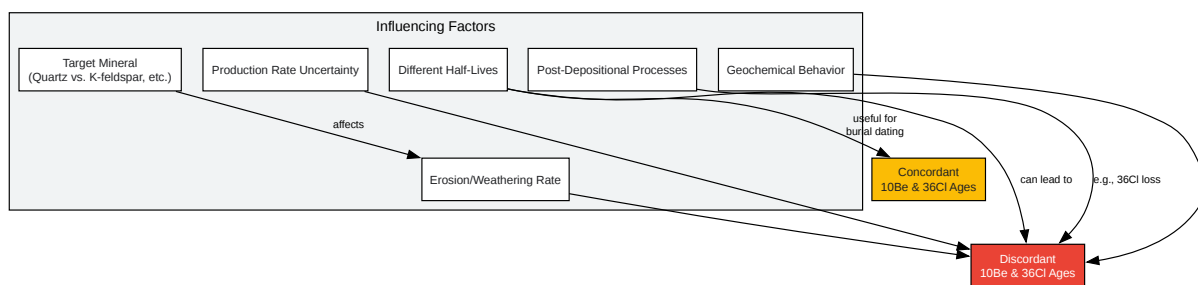 Influencing Factors
Target Mineral
(Quartz vs. K-feldspar, etc.)
Production Rate Uncertainty
Different Half-Lives
Post-Depositional Processes
Geochemical Behavior
affects
useful for
burial dating
Erosion/Weathering Rate
Concordant
10Be & 36Cl Ages
can lead to
e.g., 36Cl loss
Discordant
10Be & 36Cl Ages